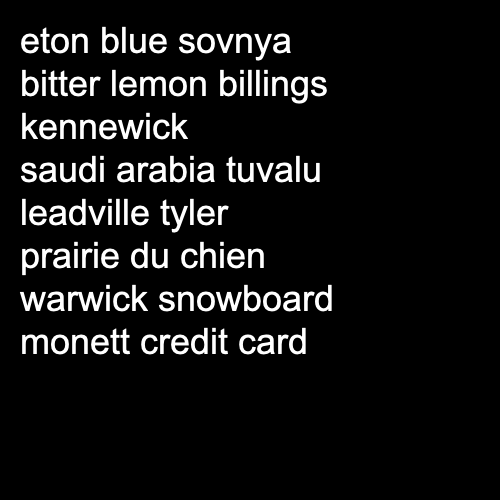 eton blue sovnya
bitter lemon billings
kennewick
saudi arabia tuvalu
leadville tyler
prairie du chien
warwick snowboard
monett credit card